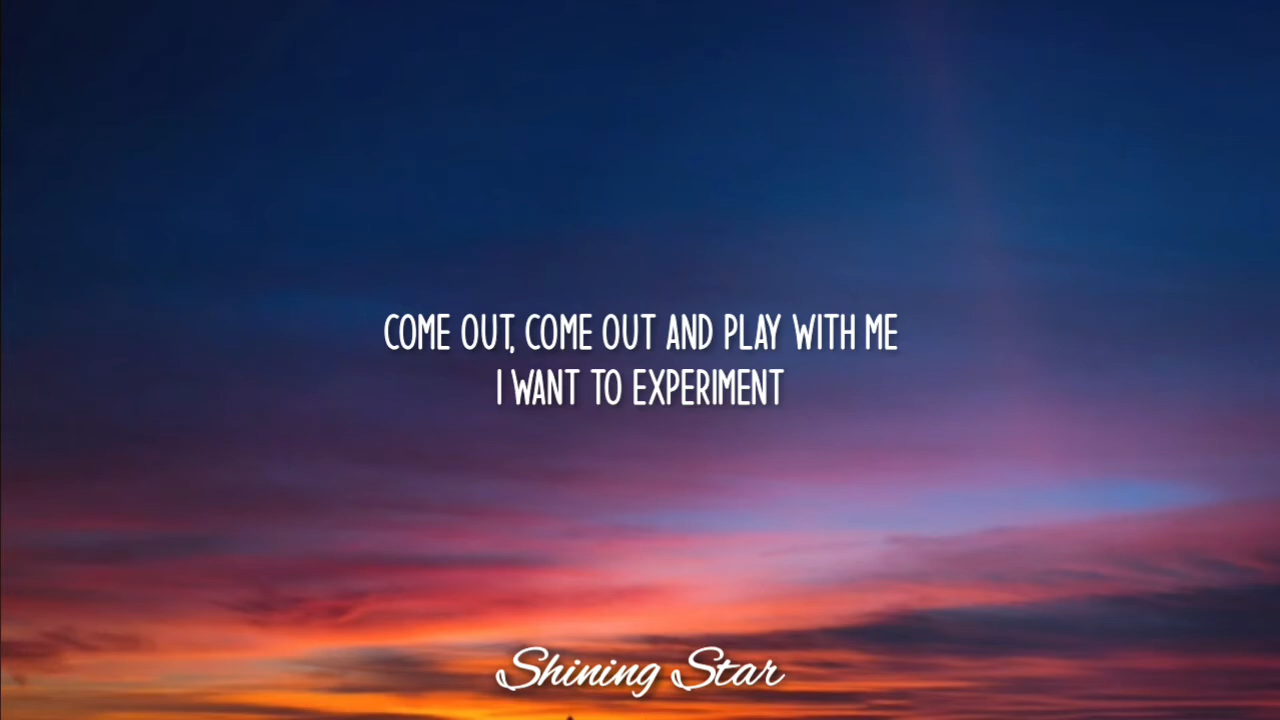 COME OUT, COME OUT AND PLAY WITH ME
I WANT TO EXPERIMENT
Shining Star